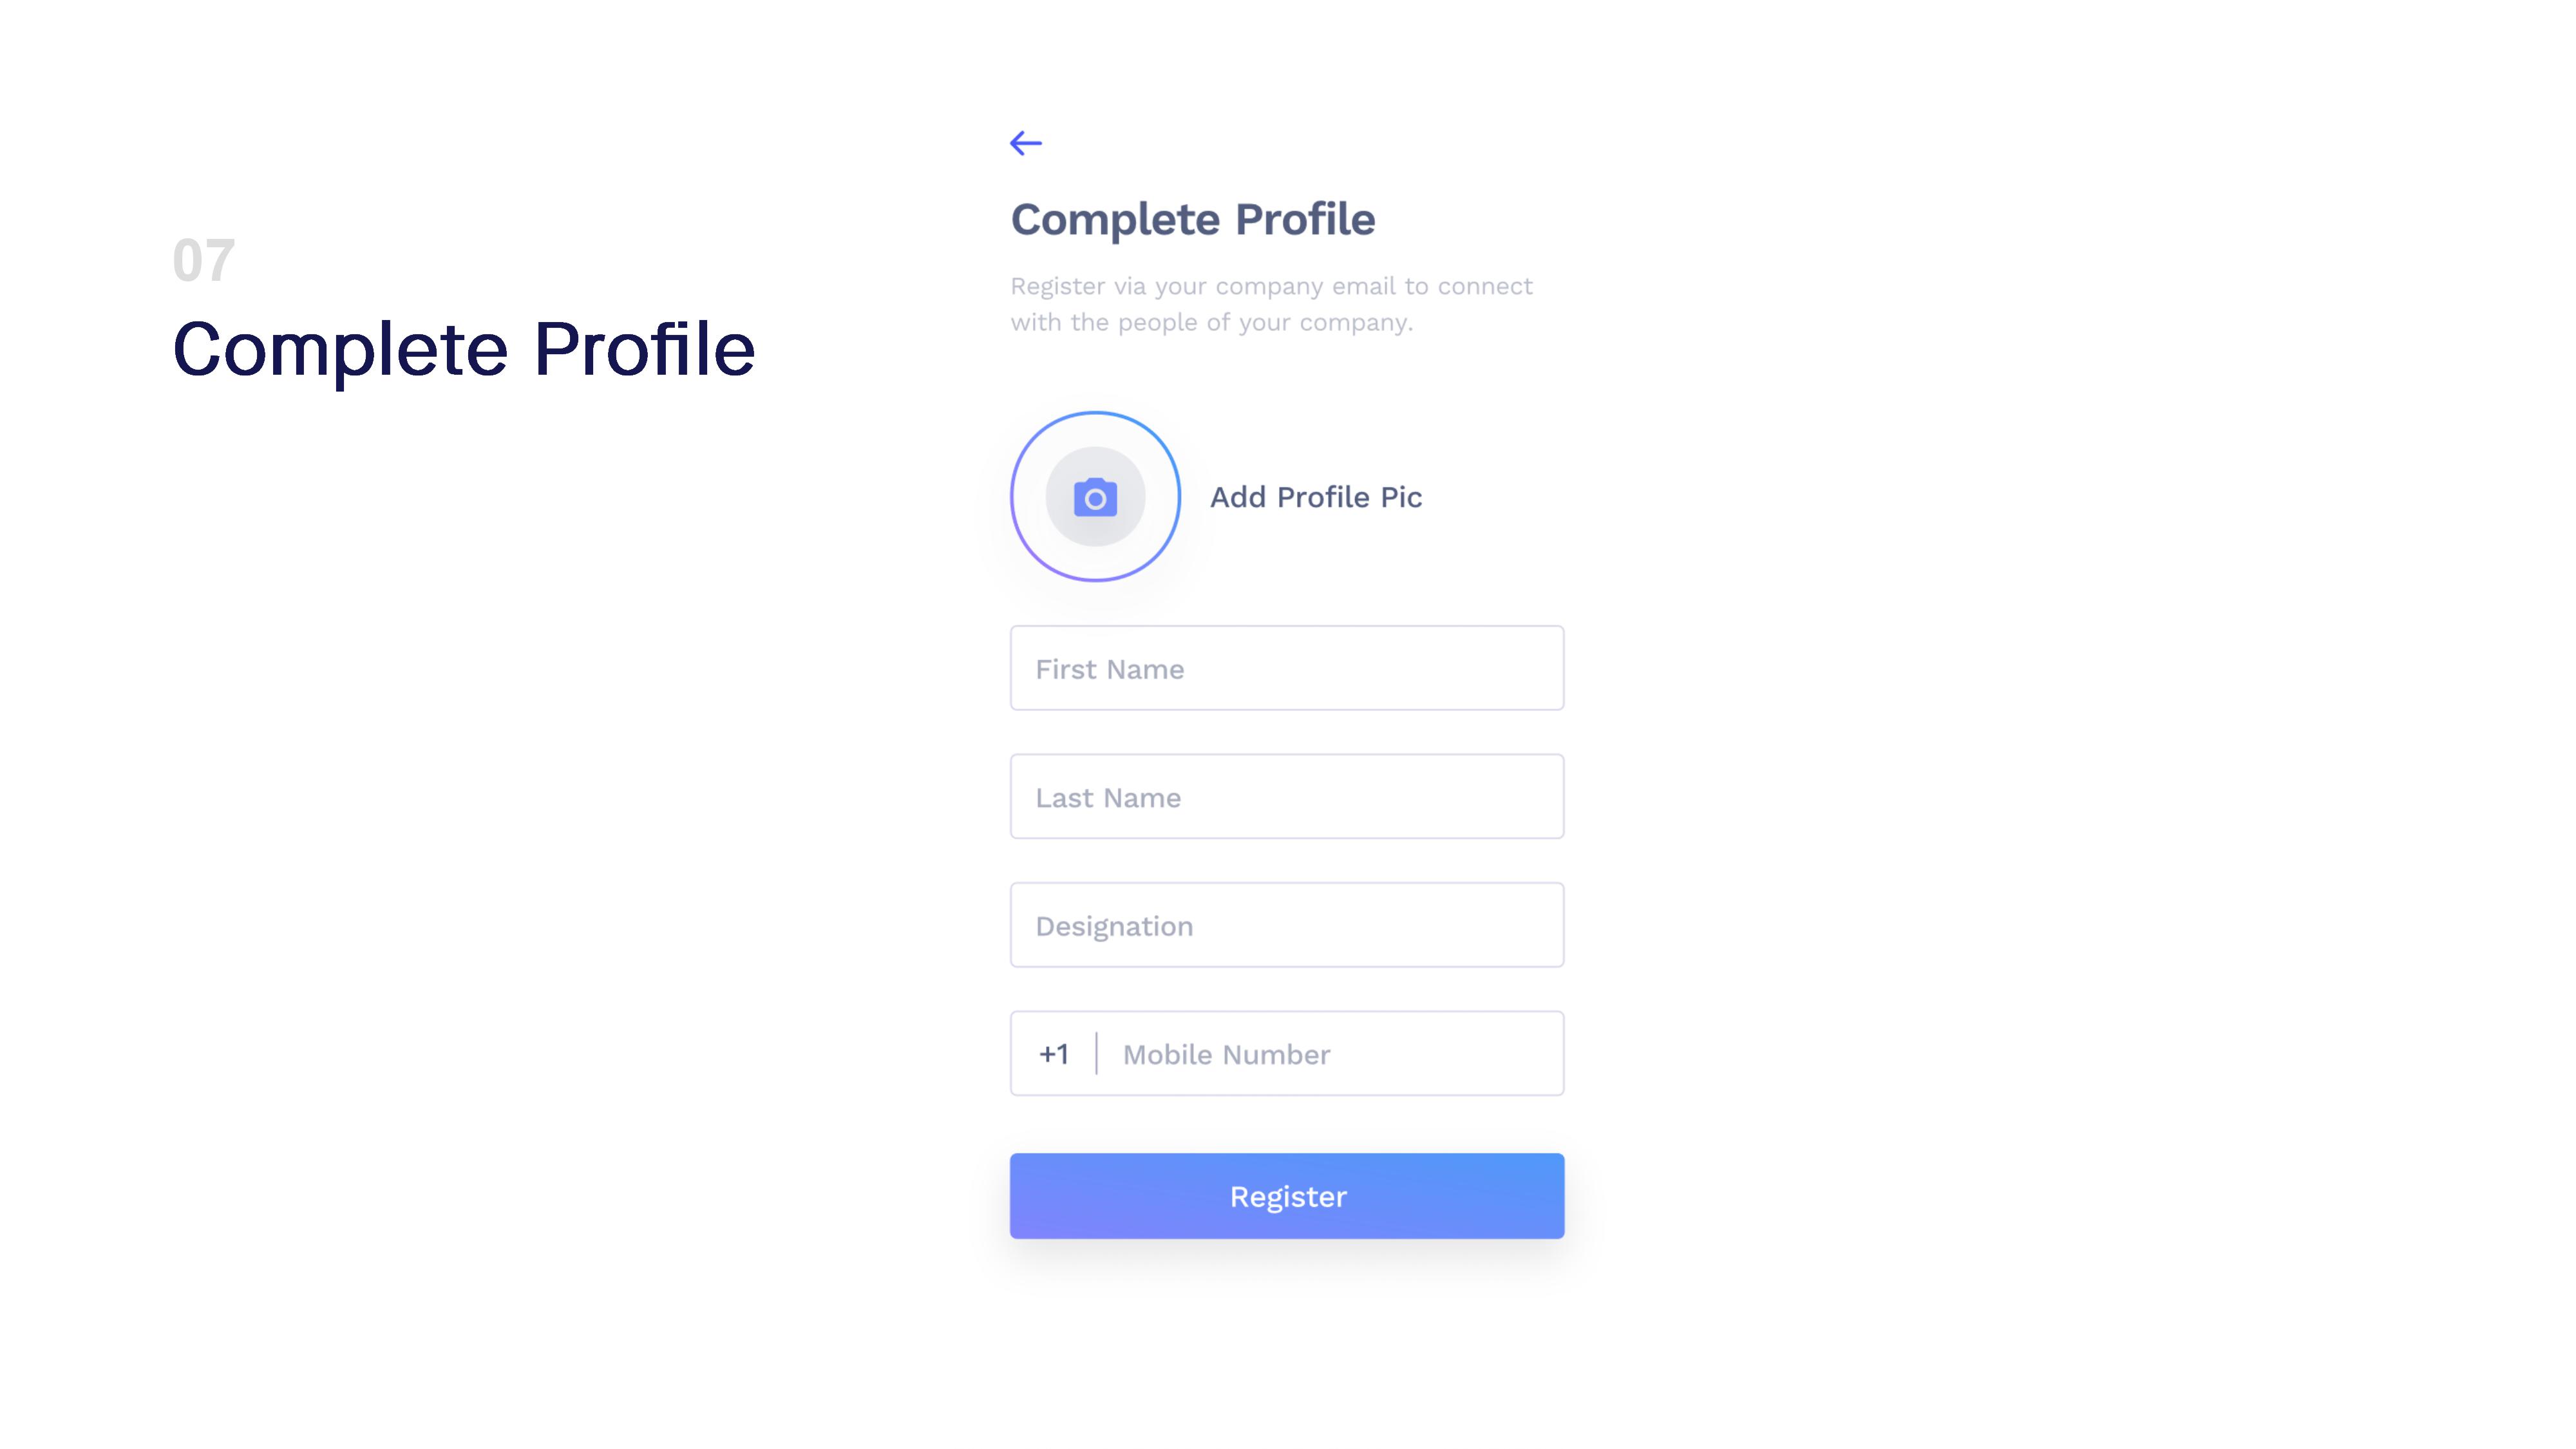 07
Complete Profile
Complete Profile
Register via your company email to connect
with the people of your company.
Add Profile Pic
First Name
Last Name
Designation
+1 Mobile Number
Register